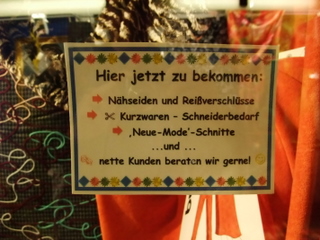 Hier jetzt zu bekommen:
Nähseiden und Reißverschlüsse
Kurzwaren - Schneiderbedarf
‚Neue-Mode'-Schnitte
...und ...
nette Kunden beraten wir gerne!